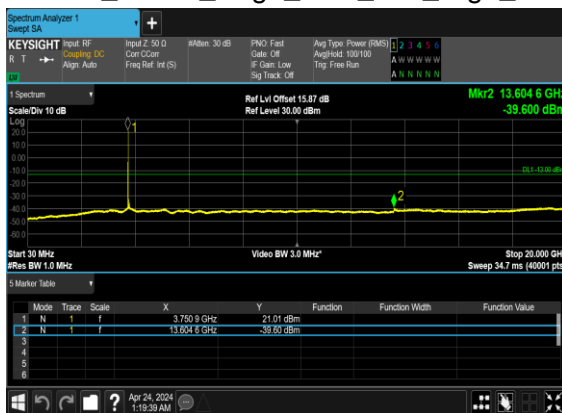 Spectrum Analyzer 1
Swept SA
KEYSIGHT
R T
Input: RF
Coupling: DC
Align: Auto
Input Z: 50 Ω
Corr CCorr
Freq Ref: Int (S)
#Atten: 30 dB
PNO: Fast
Gate: Off
IF Gain: Low
Sig Track: Off
Avg Type: Power (RMS)
Avg|Hold: 100/100
Trig: Free Run
1 2 3 4 5 6
A W W W W W
A N N N N N
1 Spectrum
Scale/Div 10 dB
Ref Lvl Offset 15.87 dB
Ref Level 30.00 dBm
Mkr2 13.604 6 GHz
-39.600 dBm
Log
20.0
10.0
0.00
-10.0
-20.0
-30.0
-40.0
-50.0
-60.0
1
2
DL1 -13.00 dBm
Start 30 MHz
#Res BW 1.0 MHz
Video BW 3.0 MHz*
Stop 20.000 GHz
Sweep 34.7 ms (40001 pts)
5 Marker Table
Mode Trace Scale X Y Function Function Width Function Value
1 N 1 f 3.750 9 GHz 21.01 dBm
2 N 1 f 13.604 6 GHz -39.60 dBm
3
4
5
6
? Apr 24, 2024
1:19:39 AM